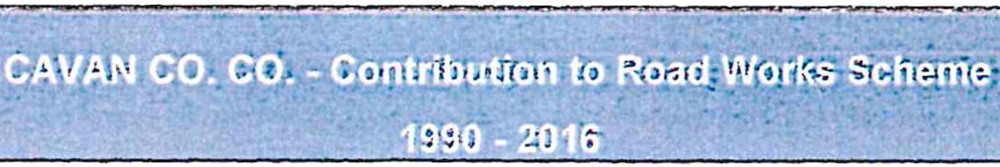 CAVAN CO. CO. - Contribution to Road Works Scheme
1990 - 2016